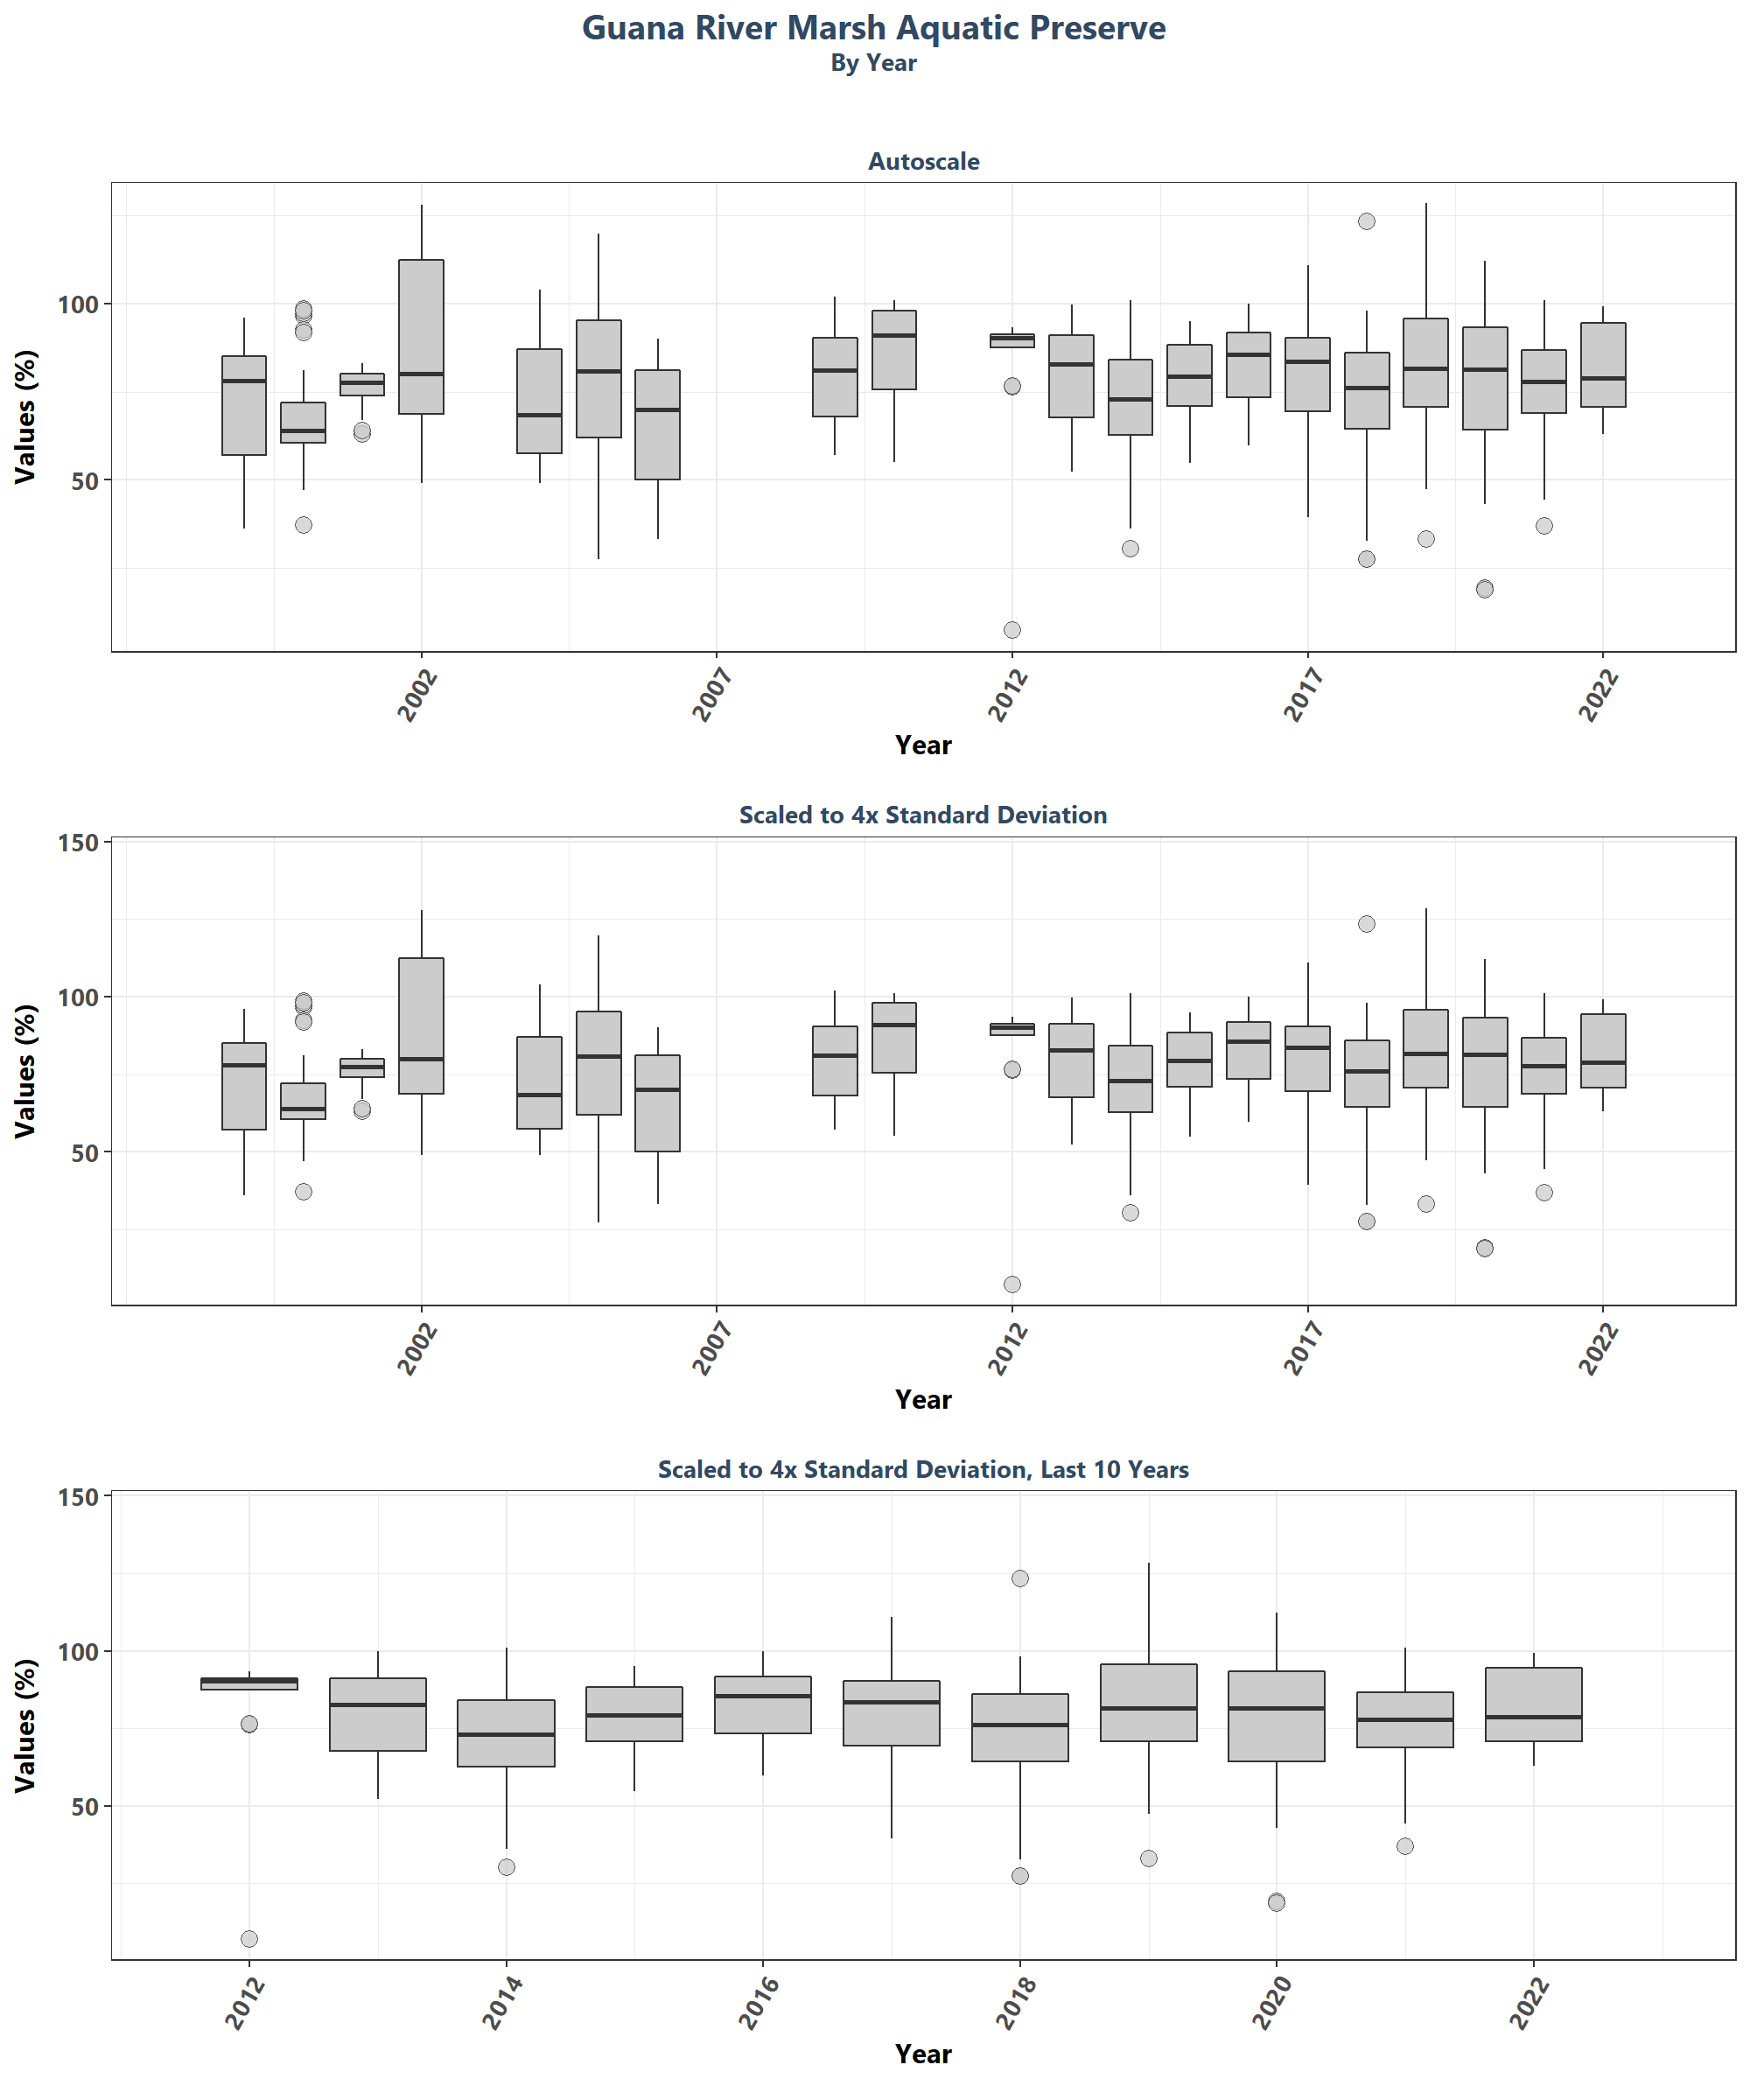 Guana River Marsh Aquatic Preserve
By Year
Autoscale
Values (%)
100
50
2002
2007
2012
2017
2022
Year
Scaled to 4x Standard Deviation
Values (%)
150
100
50
2002
2007
2012
2017
2022
Year
Scaled to 4x Standard Deviation, Last 10 Years
Values (%)
150
100
50
2012
2014
2016
2018
2020
2022
Year